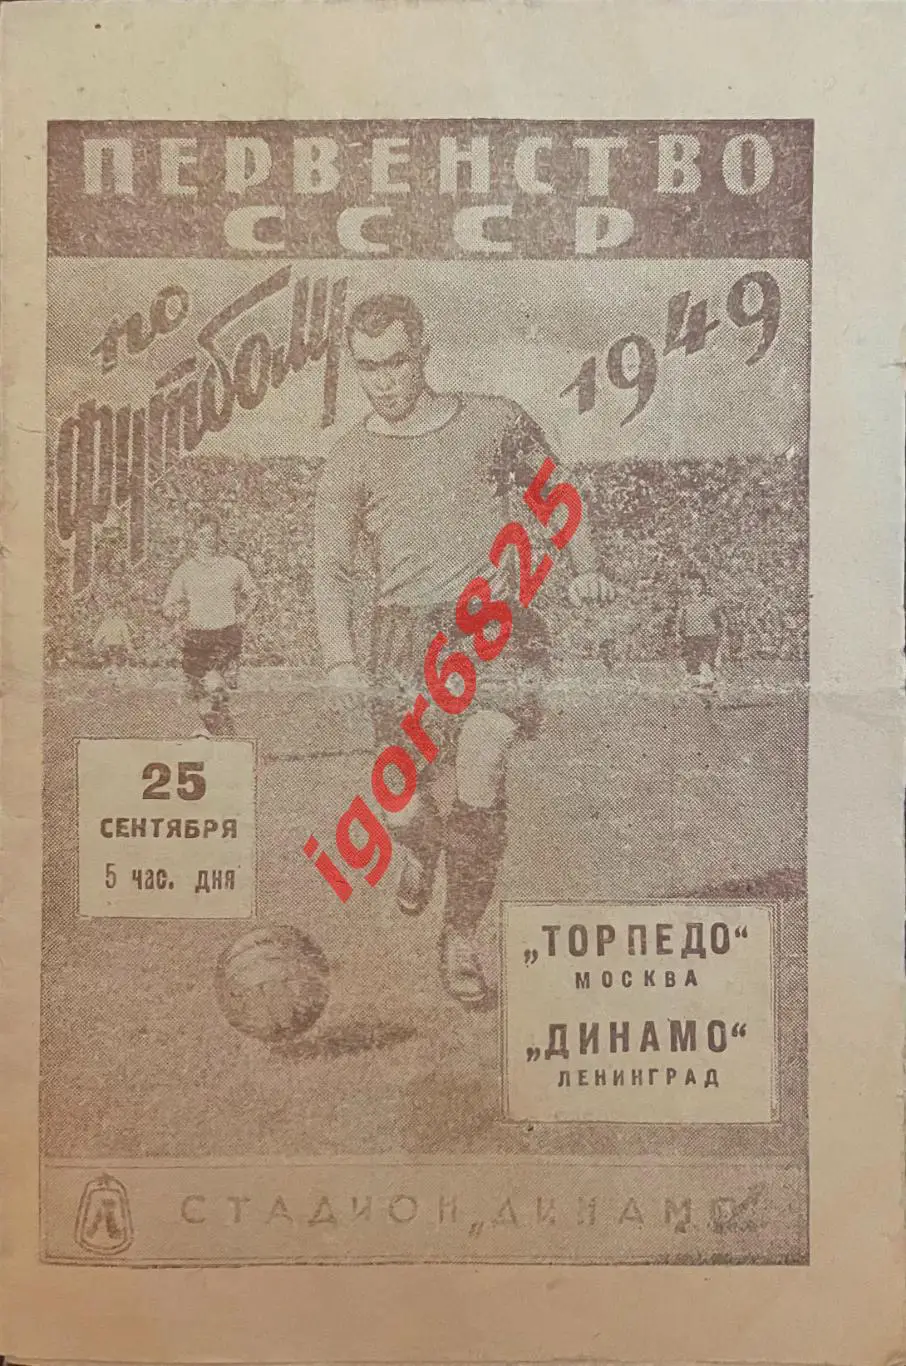 ПЕРВЕНСТВО
СССР
по
футболу
1949
igor6825
25
СЕНТЯБРЯ
5 час. дня
„ТОРПЕДО“
МОСКВА
„ДИНАМО“
ЛЕНИНГРАД
Л СТАДИОН „ДИНАМО“